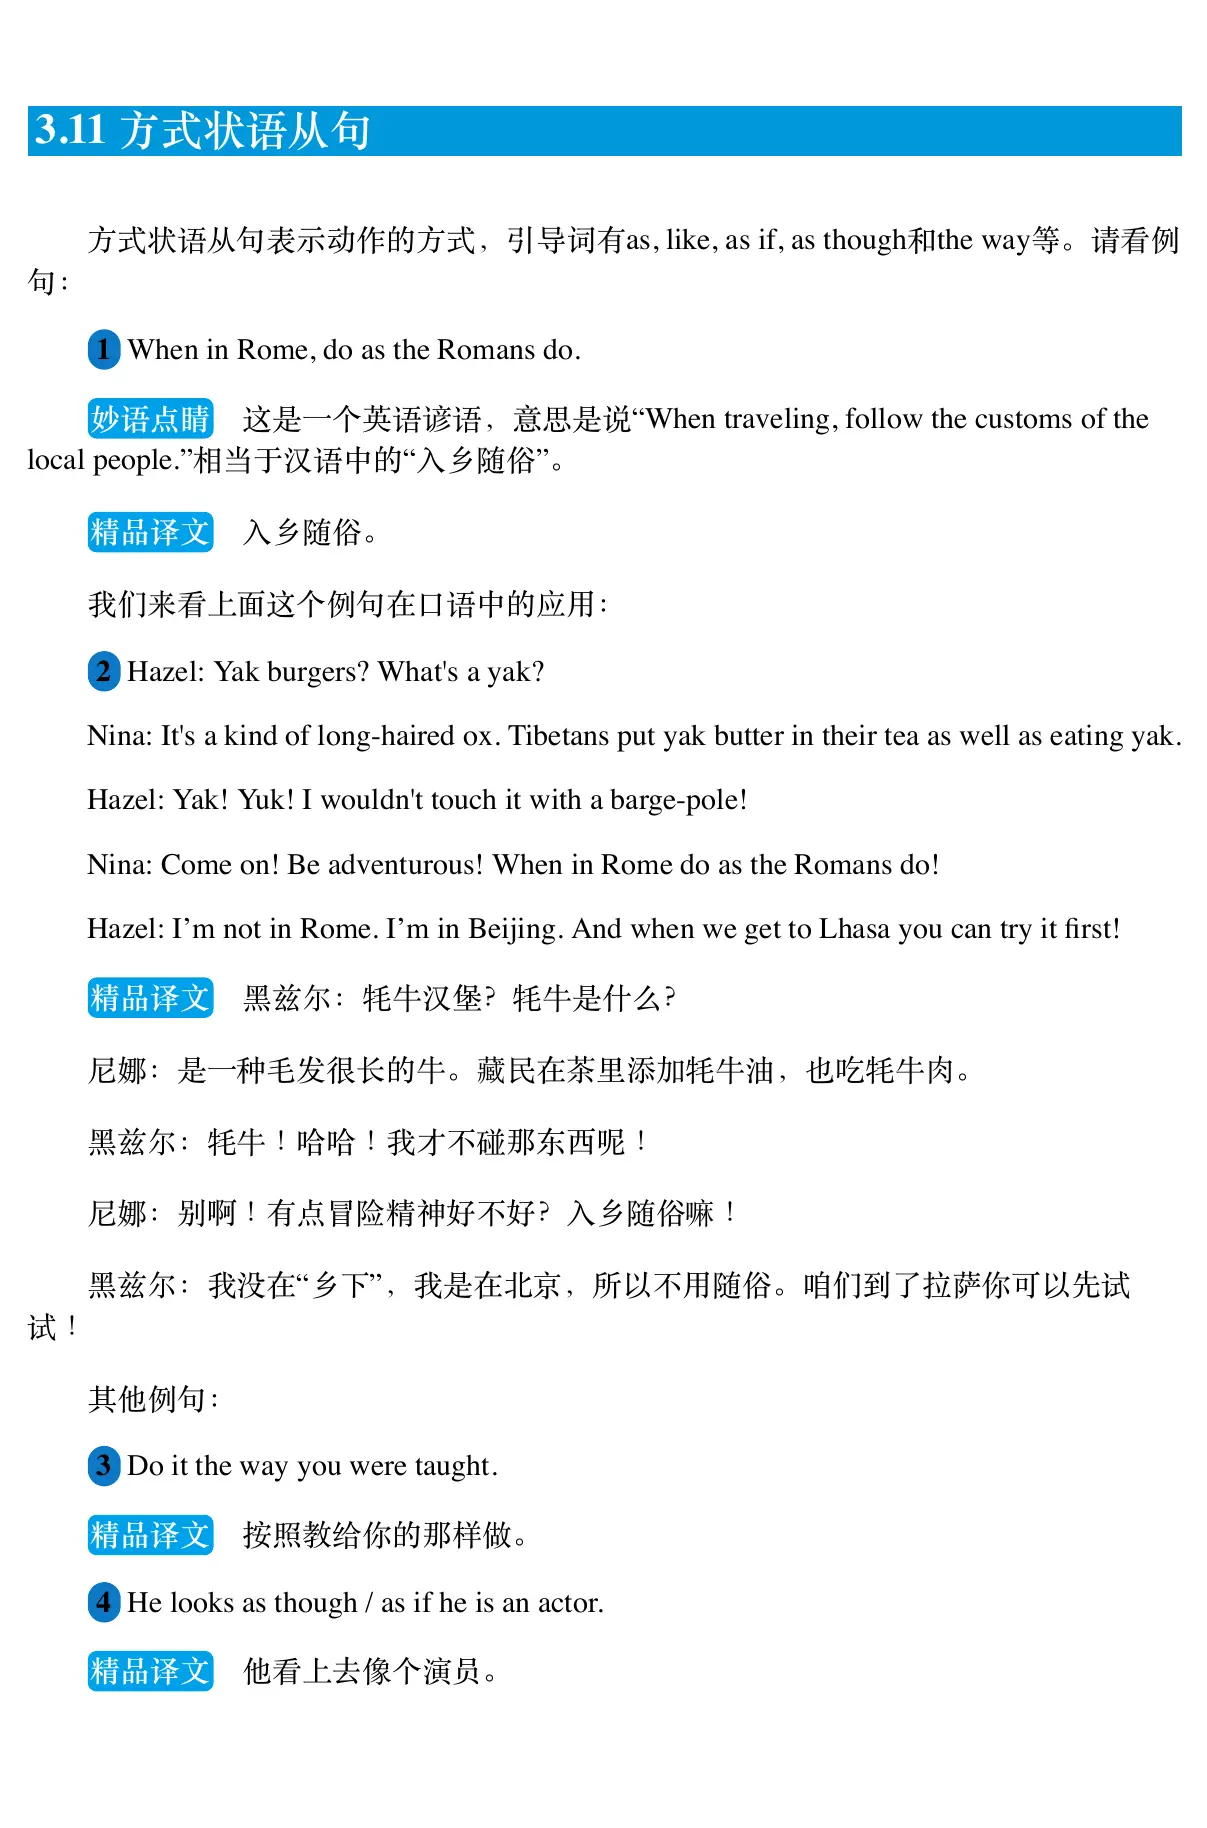 3.11 方式状语从句
方式状语从句表示动作的方式，引导词有as, like, as if, as though和the way等。请看例
句：
1 When in Rome, do as the Romans do.
妙语点睛 这是一个英语谚语，意思是说“When traveling, follow the customs of the
local people.”相当于汉语中的“入乡随俗”。
精品译文 入乡随俗。
我们来看上面这个例句在口语中的应用：
2 Hazel: Yak burgers? What's a yak?
Nina: It's a kind of long-haired ox. Tibetans put yak butter in their tea as well as eating yak.
Hazel: Yak! Yuk! I wouldn't touch it with a barge-pole!
Nina: Come on! Be adventurous! When in Rome do as the Romans do!
Hazel: I’m not in Rome. I’m in Beijing. And when we get to Lhasa you can try it first!
精品译文 黑兹尔：牦牛汉堡？牦牛是什么？
尼娜：是一种毛发很长的牛。藏民在茶里添加牦牛油，也吃牦牛肉。
黑兹尔：牦牛！哈哈！我才不碰那东西呢！
尼娜：别啊！有点冒险精神好不好？入乡随俗嘛！
黑兹尔：我没在“乡下”，我是在北京，所以不用随俗。咱们到了拉萨你可以先试
试！
其他例句：
3 Do it the way you were taught.
精品译文 按照教给你的那样做。
4 He looks as though / as if he is an actor.
精品译文 他看上去像个演员。